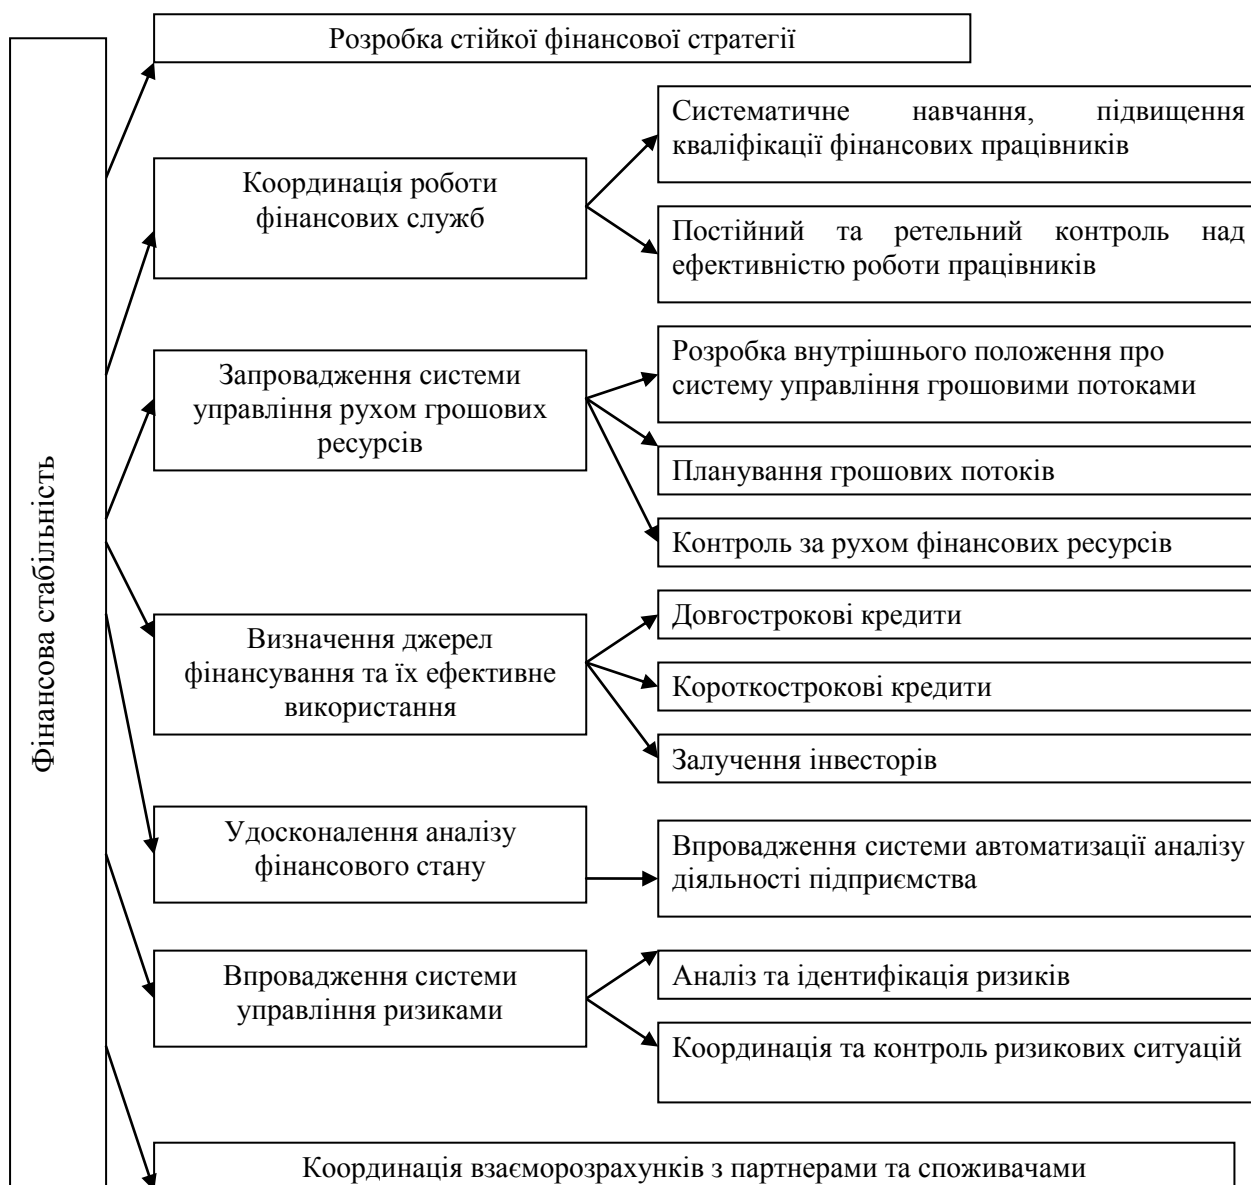 Розробка стійкої фінансової стратегії
Фінансова стабільність
Координація роботи
фінансових служб
Систематичне навчання, підвищення
кваліфікації фінансових працівників
Постійний та ретельний контроль над
ефективністю роботи працівників
Запровадження системи
управління рухом грошових
ресурсів
Розробка внутрішнього положення про
систему управління грошовими потоками
Планування грошових потоків
Контроль за рухом фінансових ресурсів
Визначення джерел
фінансування та їх ефективне
використання
Довгострокові кредити
Короткострокові кредити
Залучення інвесторів
Удосконалення аналізу
фінансового стану
Впровадження системи автоматизації аналізу
діяльності підприємства
Впровадження системи
управління ризиками
Аналіз та ідентифікація ризиків
Координація та контроль ризикових ситуацій
Координація взаєморозрахунків з партнерами та споживачами